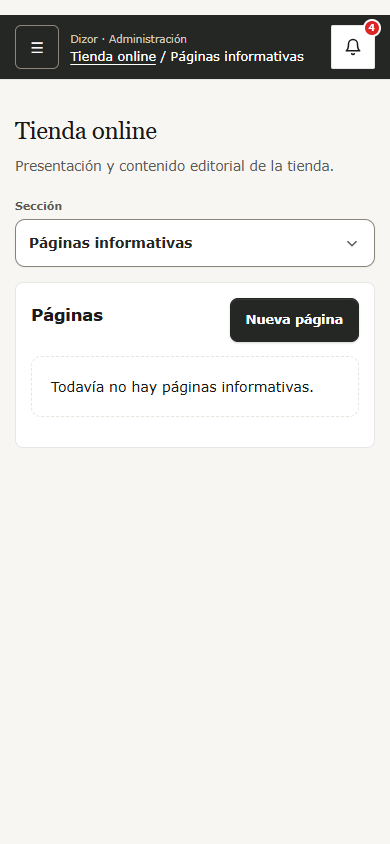 ☰
Dizor · Administración
Tienda online / Páginas informativas
4
Tienda online
Presentación y contenido editorial de la tienda.
Sección
Páginas informativas
Páginas
Nueva página
Todavía no hay páginas informativas.